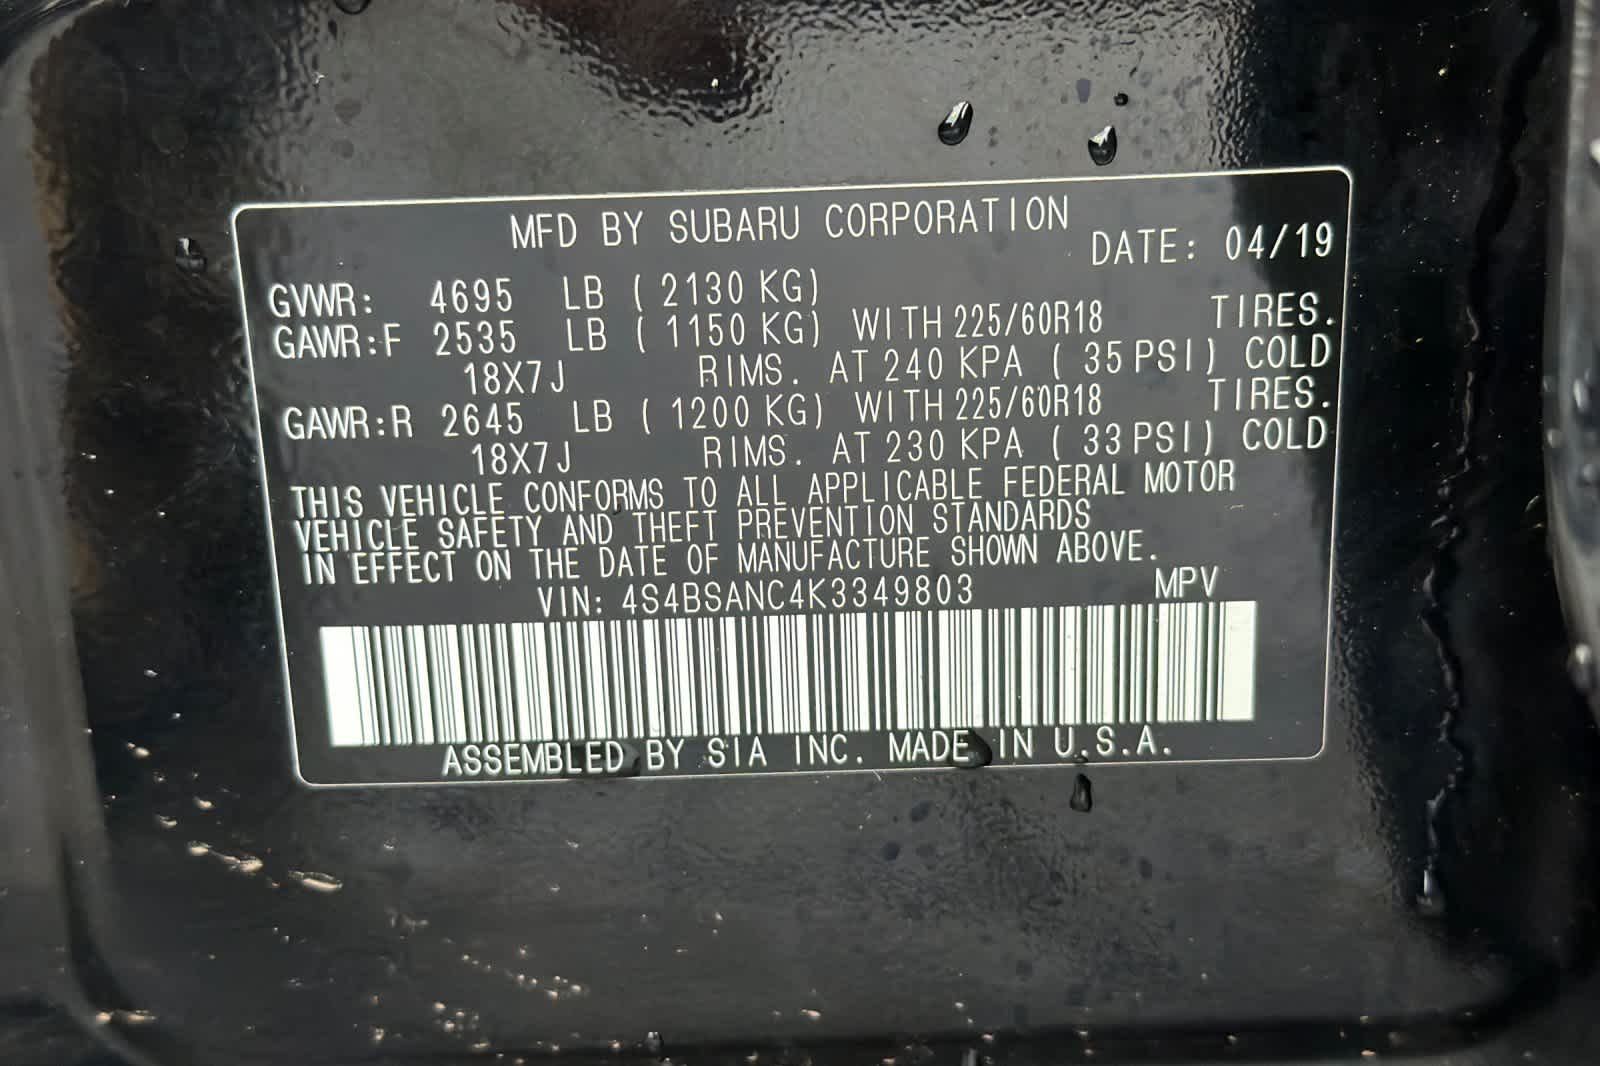 MFD BY SUBARU CORPORATION
DATE: 04/19
GVWR: 4695 LB ( 2130 KG)
GAWR:F 2535 LB ( 1150 KG) WITH 225/60R18 TIRES.
18X7J RIMS. AT 240 KPA ( 35 PSI) COLD
GAWR:R 2645 LB ( 1200 KG) WITH 225/60R18 TIRES.
18X7J RIMS. AT 230 KPA ( 33 PSI) COLD
THIS VEHICLE CONFORMS TO ALL APPLICABLE FEDERAL MOTOR
VEHICLE SAFETY AND THEFT PREVENTION STANDARDS
IN EFFECT ON THE DATE OF MANUFACTURE SHOWN ABOVE.
VIN: 4S4BSANC4K3349803 MPV
ASSEMBLED BY SIA INC. MADE IN U.S.A.